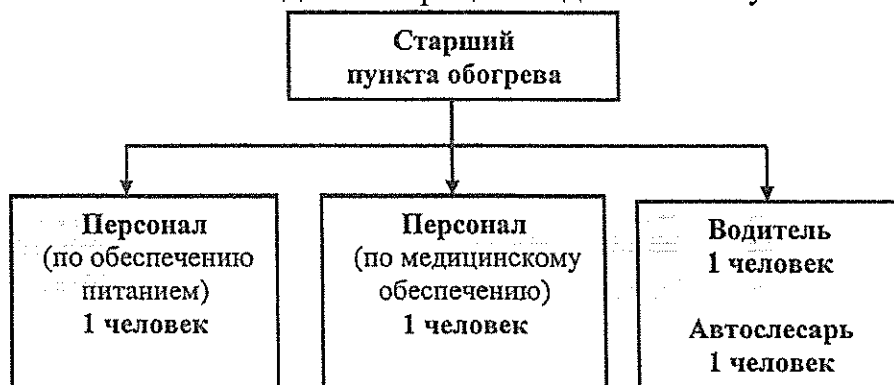 Старший
пункта обогрева
Персонал
(по обеспечению
питанием)
1 человек
Персонал
(по медицинскому
обеспечению)
1 человек
Водитель
1 человек
Автослесарь
1 человек